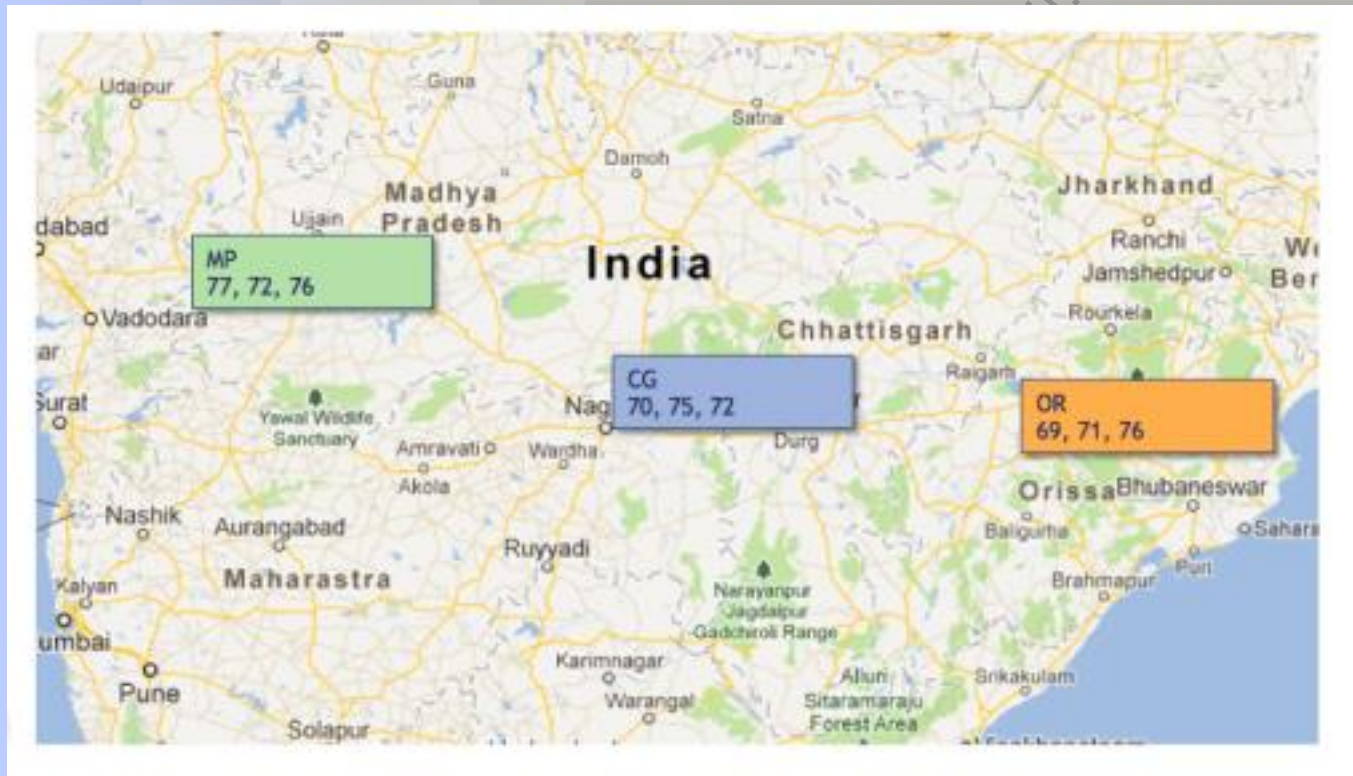 Udaipur
Guna
Satna
Damoh
Madhya
Pradesh
Jharkhand
Ujjain
dabad
Ranchi
India
MP
77, 72, 76
Jamshedpur
Vadodara
Rourkela
Chhattisgarh
ar
Raigarh
CG
70, 75, 72
OR
69, 71, 76
Surat
Nag
Yawal Wildlife
Sanctuary
Durg
Amravati
Wardha
Akola
Orissa
Bhubaneswar
Nashik
Aurangabad
Baligurha
Sahara
Ruyyadi
Maharastra
Kalyan
Narayanpur
Jagdalpur
Gadchiroli Range
Brahmapur
Puri
umbai
Karimnagar
Pune
Warangal
Alluri
Sitaramaraju
Forest Area
Srikakulam
Solapur